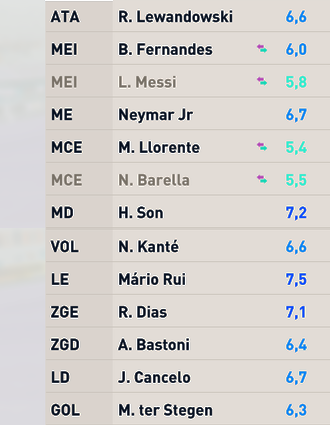 ATA R. Lewandowski 6,6
MEI B. Fernandes 6,0
MEI L. Messi 5,8
ME Neymar Jr 6,7
MCE M. Llorente 5,4
MCE N. Barella 5,5
MD H. Son 7,2
VOL N. Kanté 6,6
LE Mário Rui 7,5
ZGE R. Dias 7,1
ZGD A. Bastoni 6,4
LD J. Cancelo 6,7
GOL M. ter Stegen 6,3